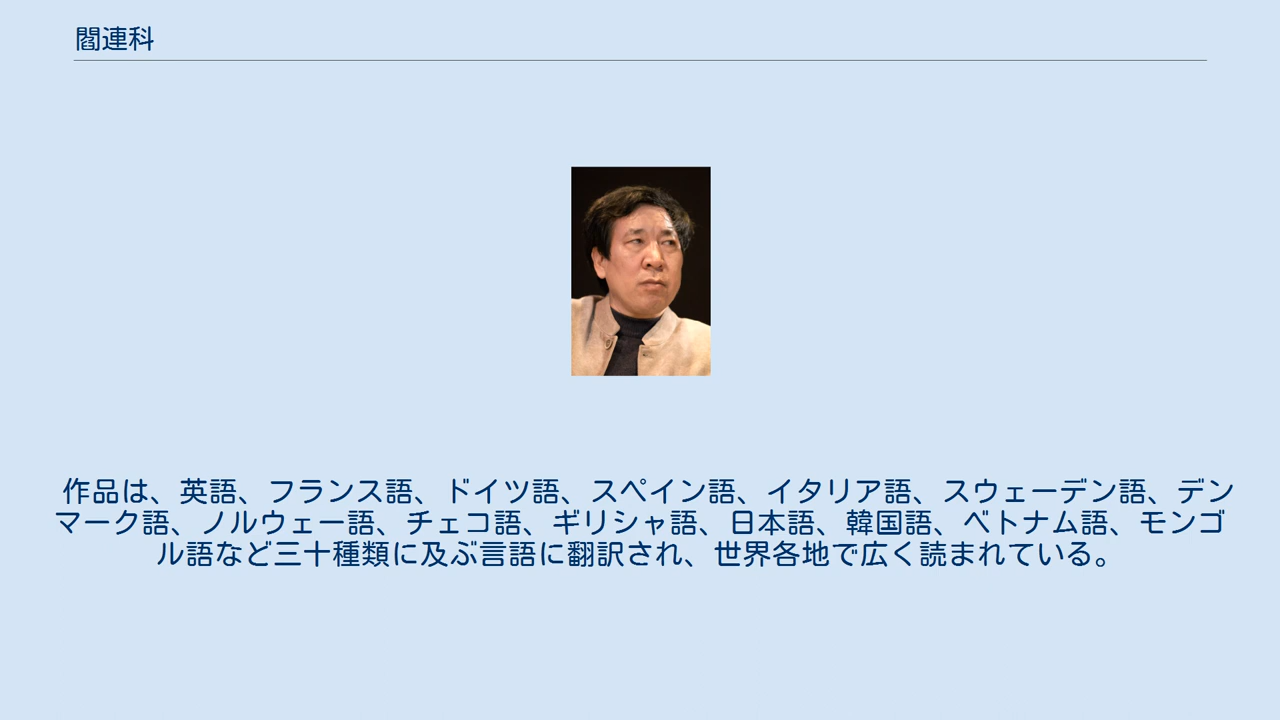 閻連科
作品は、英語、フランス語、ドイツ語、スペイン語、イタリア語、スウェーデン語、デン
マーク語、ノルウェー語、チェコ語、ギリシャ語、日本語、韓国語、ベトナム語、モンゴ
ル語など三十種類に及ぶ言語に翻訳され、世界各地で広く読まれている。